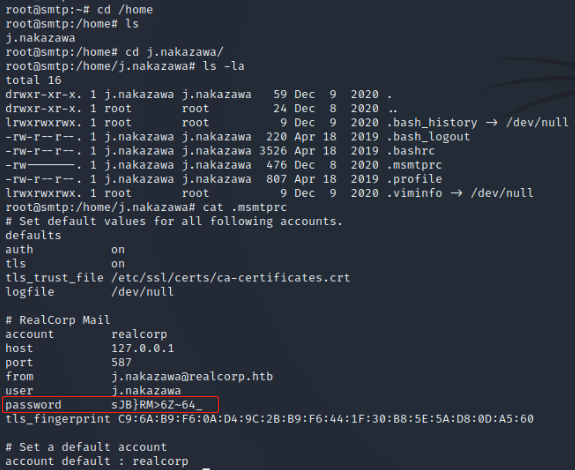 root@smtp:~# cd /home
root@smtp:/home# ls
j.nakazawa
root@smtp:/home# cd j.nakazawa/
root@smtp:/home/j.nakazawa# ls -la
total 16
drwxr-xr-x. 1 j.nakazawa j.nakazawa   59 Dec  9  2020 .
drwxr-xr-x. 1 root       root         24 Dec  8  2020 ..
lrwxrwxrwx. 1 root       root          9 Dec  9  2020 .bash_history → /dev/null
-rw-r--r--. 1 j.nakazawa j.nakazawa  220 Apr 18  2019 .bash_logout
-rw-r--r--. 1 j.nakazawa j.nakazawa 3526 Apr 18  2019 .bashrc
-rw-------. 1 j.nakazawa j.nakazawa  476 Dec  8  2020 .msmtprc
-rw-r--r--. 1 j.nakazawa j.nakazawa  807 Apr 18  2019 .profile
lrwxrwxrwx. 1 root       root          9 Dec  9  2020 .viminfo → /dev/null
root@smtp:/home/j.nakazawa# cat .msmtprc
# Set default values for all following accounts.
defaults
auth           on
tls            on
tls_trust_file /etc/ssl/certs/ca-certificates.crt
logfile        /dev/null
# RealCorp Mail
account        realcorp
host           127.0.0.1
port           587
from           j.nakazawa@realcorp.htb
user           j.nakazawa
password       sJB}RM>6Z~64_
tls_fingerprint C9:6A:B9:F6:0A:D4:9C:2B:B9:F6:44:1F:30:B8:5E:5A:D8:0D:A5:60
# Set a default account
account default : realcorp